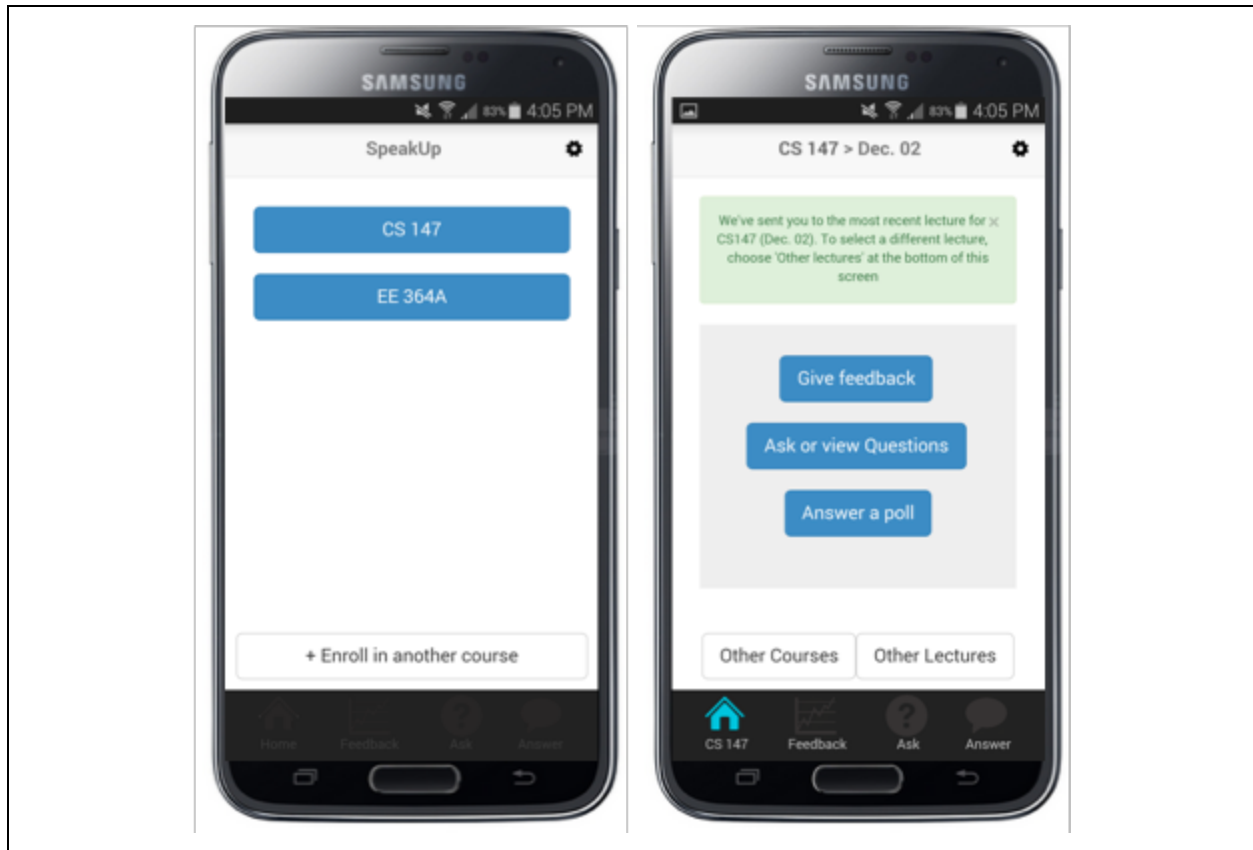 SAMSUNG
83% 4:05 PM
SpeakUp
CS 147
EE 364A
+ Enroll in another course
Home Feedback Ask Answer
SAMSUNG
83% 4:05 PM
CS 147 > Dec. 02
We've sent you to the most recent lecture for ×
CS147 (Dec. 02). To select a different lecture,
choose 'Other lectures' at the bottom of this
screen
Give feedback
Ask or view Questions
Answer a poll
Other Courses Other Lectures
CS 147 Feedback Ask Answer